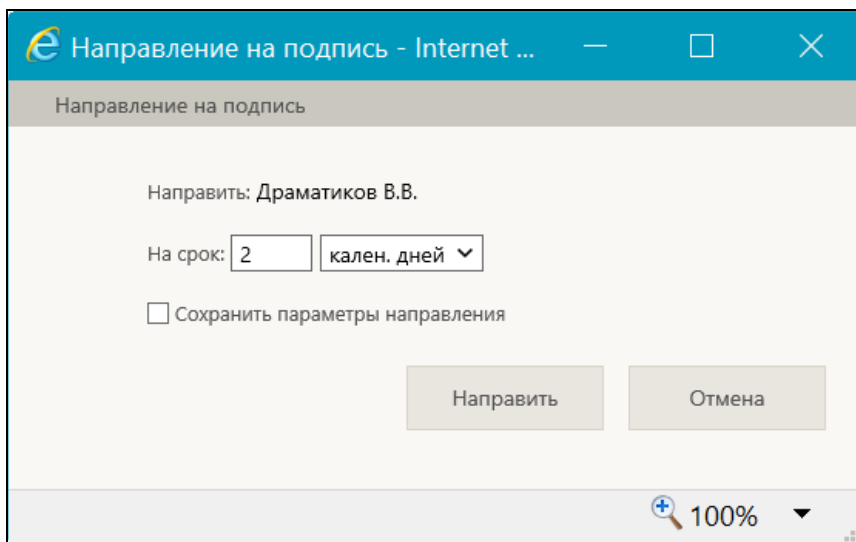 Направление на подпись - Internet ...
Направление на подпись
Направить: Драматиков В.В.
На срок: 2 кален. дней
Сохранить параметры направления
Направить Отмена
100%